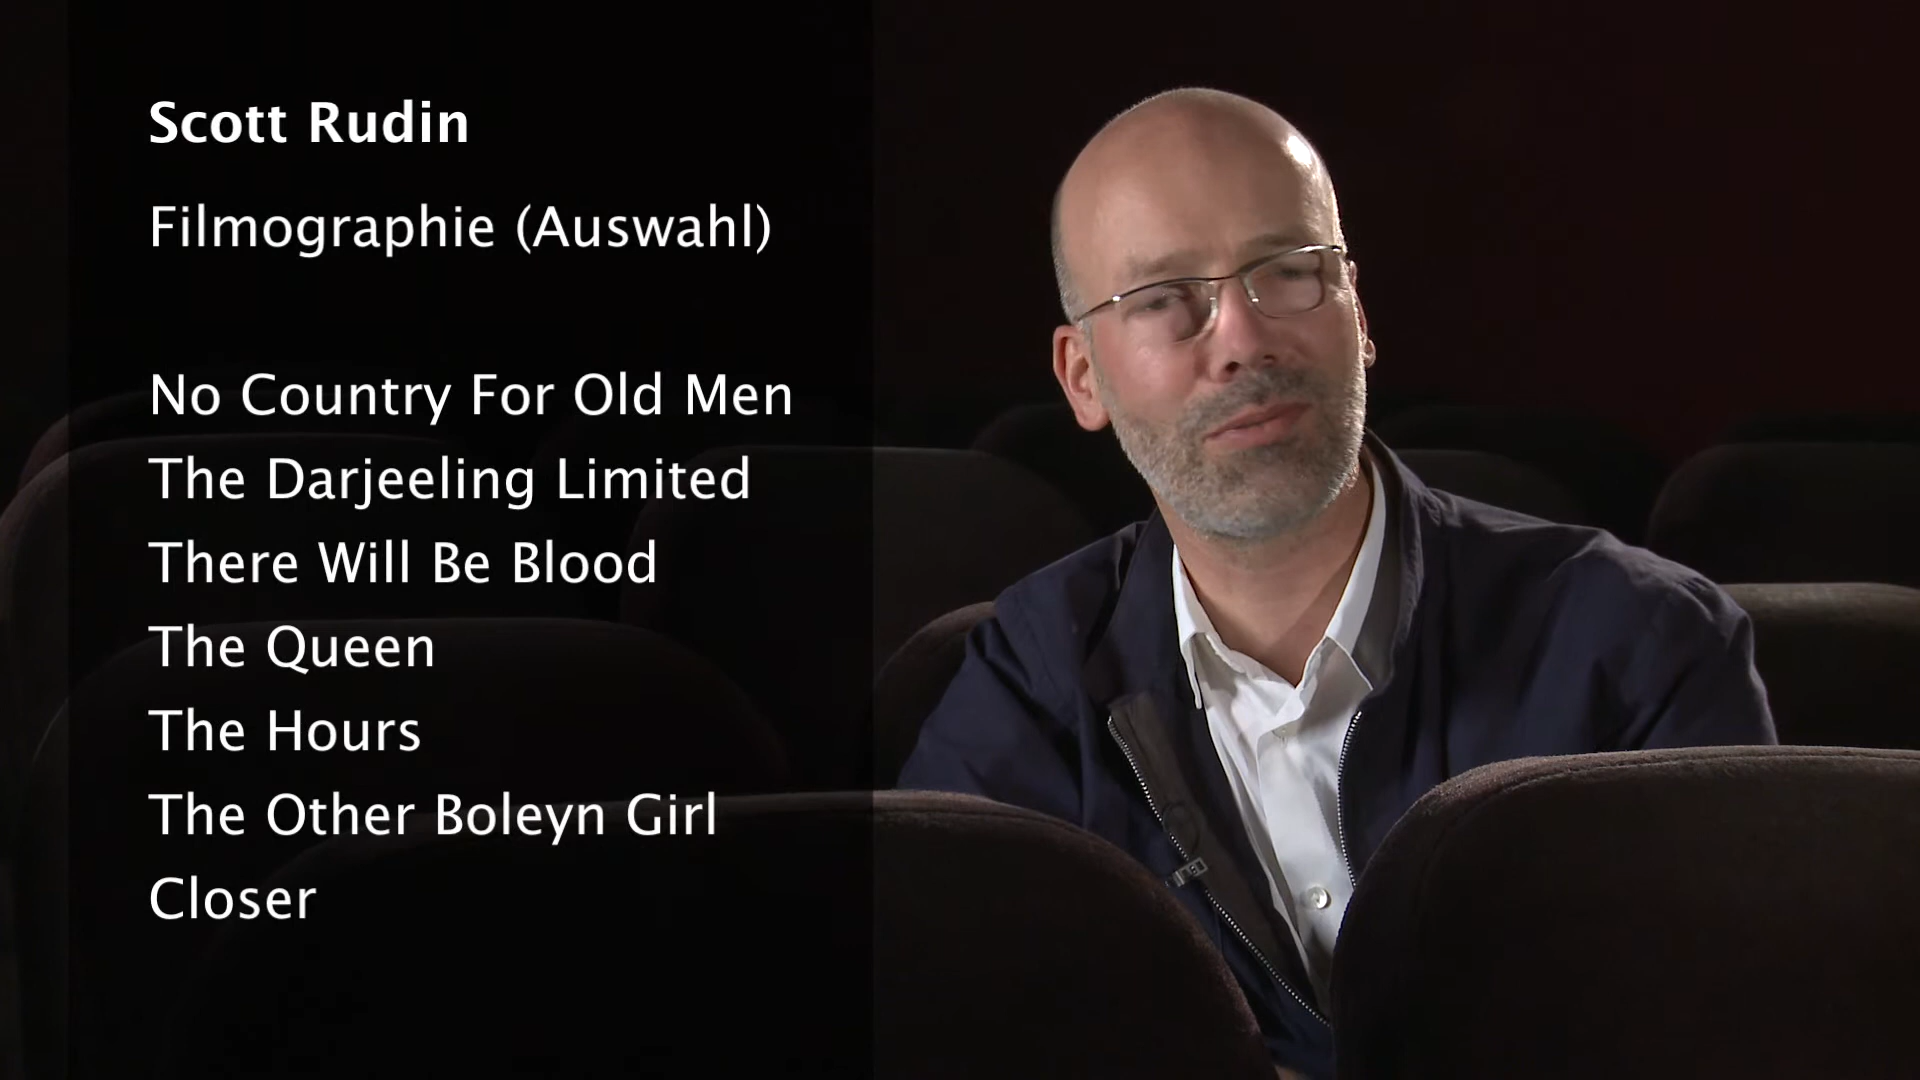 Scott Rudin
Filmographie (Auswahl)
No Country For Old Men
The Darjeeling Limited
There Will Be Blood
The Queen
The Hours
The Other Boleyn Girl
Closer